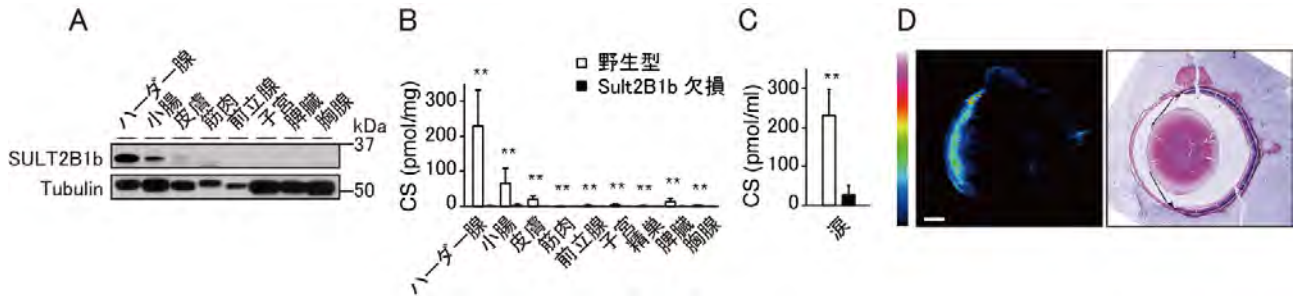 A
ハーダー腺
小腸
皮膚
筋肉
前立腺
子宮
脾臓
胸腺
kDa
37
SULT2B1b
Tubulin
50
B
野生型
Sult2B1b 欠損
CS (pmol/mg)
300
200
100
0
**
**
**
**
**
**
**
**
**
ハーダー腺
小腸
皮膚
筋肉
前立腺
子宮
精巣
脾臓
胸腺
C
CS (pmol/ml)
300
200
100
0
**
涙
D